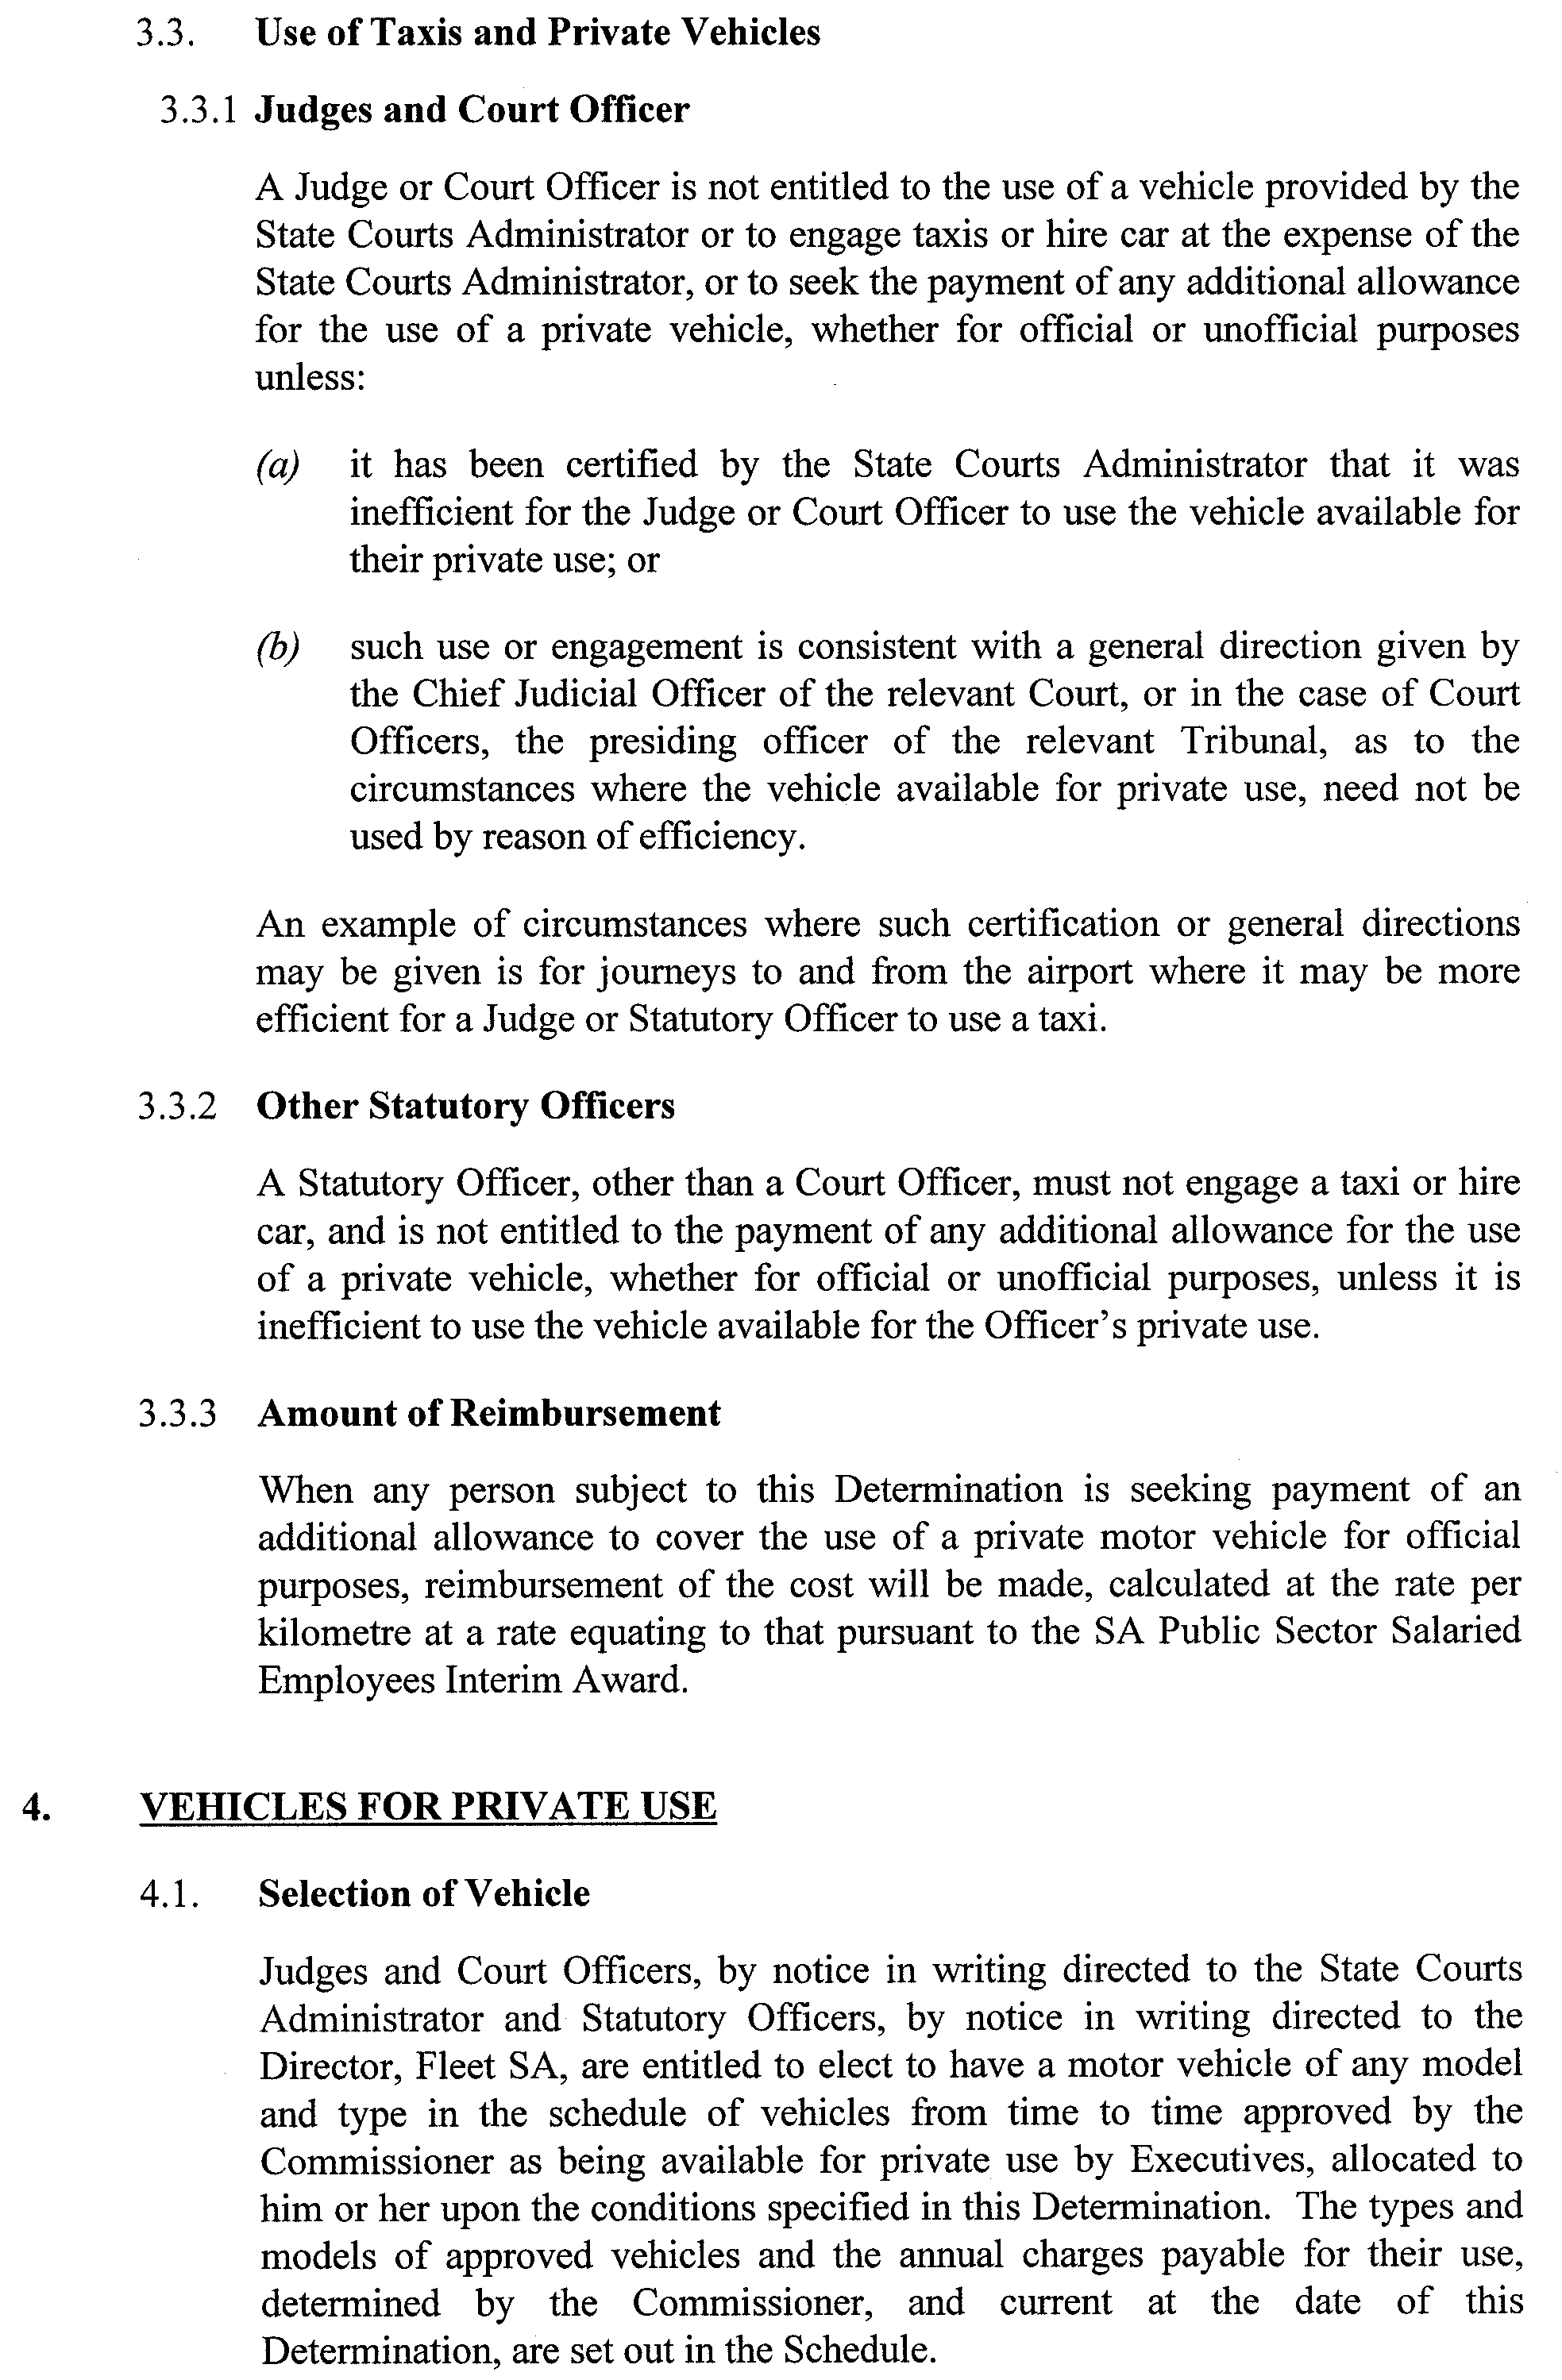 3.3. Use of Taxis and Private Vehicles
3.3.1 Judges and Court Officer
A Judge or Court Officer is not entitled to the use of a vehicle provided by the
State Courts Administrator or to engage taxis or hire car at the expense of the
State Courts Administrator, or to seek the payment of any additional allowance
for the use of a private vehicle, whether for official or unofficial purposes
unless:
(a) it has been certified by the State Courts Administrator that it was
inefficient for the Judge or Court Officer to use the vehicle available for
their private use; or
(b) such use or engagement is consistent with a general direction given by
the Chief Judicial Officer of the relevant Court, or in the case of Court
Officers, the presiding officer of the relevant Tribunal, as to the
circumstances where the vehicle available for private use, need not be
used by reason of efficiency.
An example of circumstances where such certification or general directions
may be given is for journeys to and from the airport where it may be more
efficient for a Judge or Statutory Officer to use a taxi.
3.3.2 Other Statutory Officers
A Statutory Officer, other than a Court Officer, must not engage a taxi or hire
car, and is not entitled to the payment of any additional allowance for the use
of a private vehicle, whether for official or unofficial purposes, unless it is
inefficient to use the vehicle available for the Officer's private use.
3.3.3 Amount of Reimbursement
When any person subject to this Determination is seeking payment of an
additional allowance to cover the use of a private motor vehicle for official
purposes, reimbursement of the cost will be made, calculated at the rate per
kilometre at a rate equating to that pursuant to the SA Public Sector Salaried
Employees Interim Award.
4. VEHICLES FOR PRIVATE USE
4.1. Selection of Vehicle
Judges and Court Officers, by notice in writing directed to the State Courts
Administrator and Statutory Officers, by notice in writing directed to the
Director, Fleet SA, are entitled to elect to have a motor vehicle of any model
and type in the schedule of vehicles from time to time approved by the
Commissioner as being available for private use by Executives, allocated to
him or her upon the conditions specified in this Determination. The types and
models of approved vehicles and the annual charges payable for their use,
determined by the Commissioner, and current at the date of this
Determination, are set out in the Schedule.